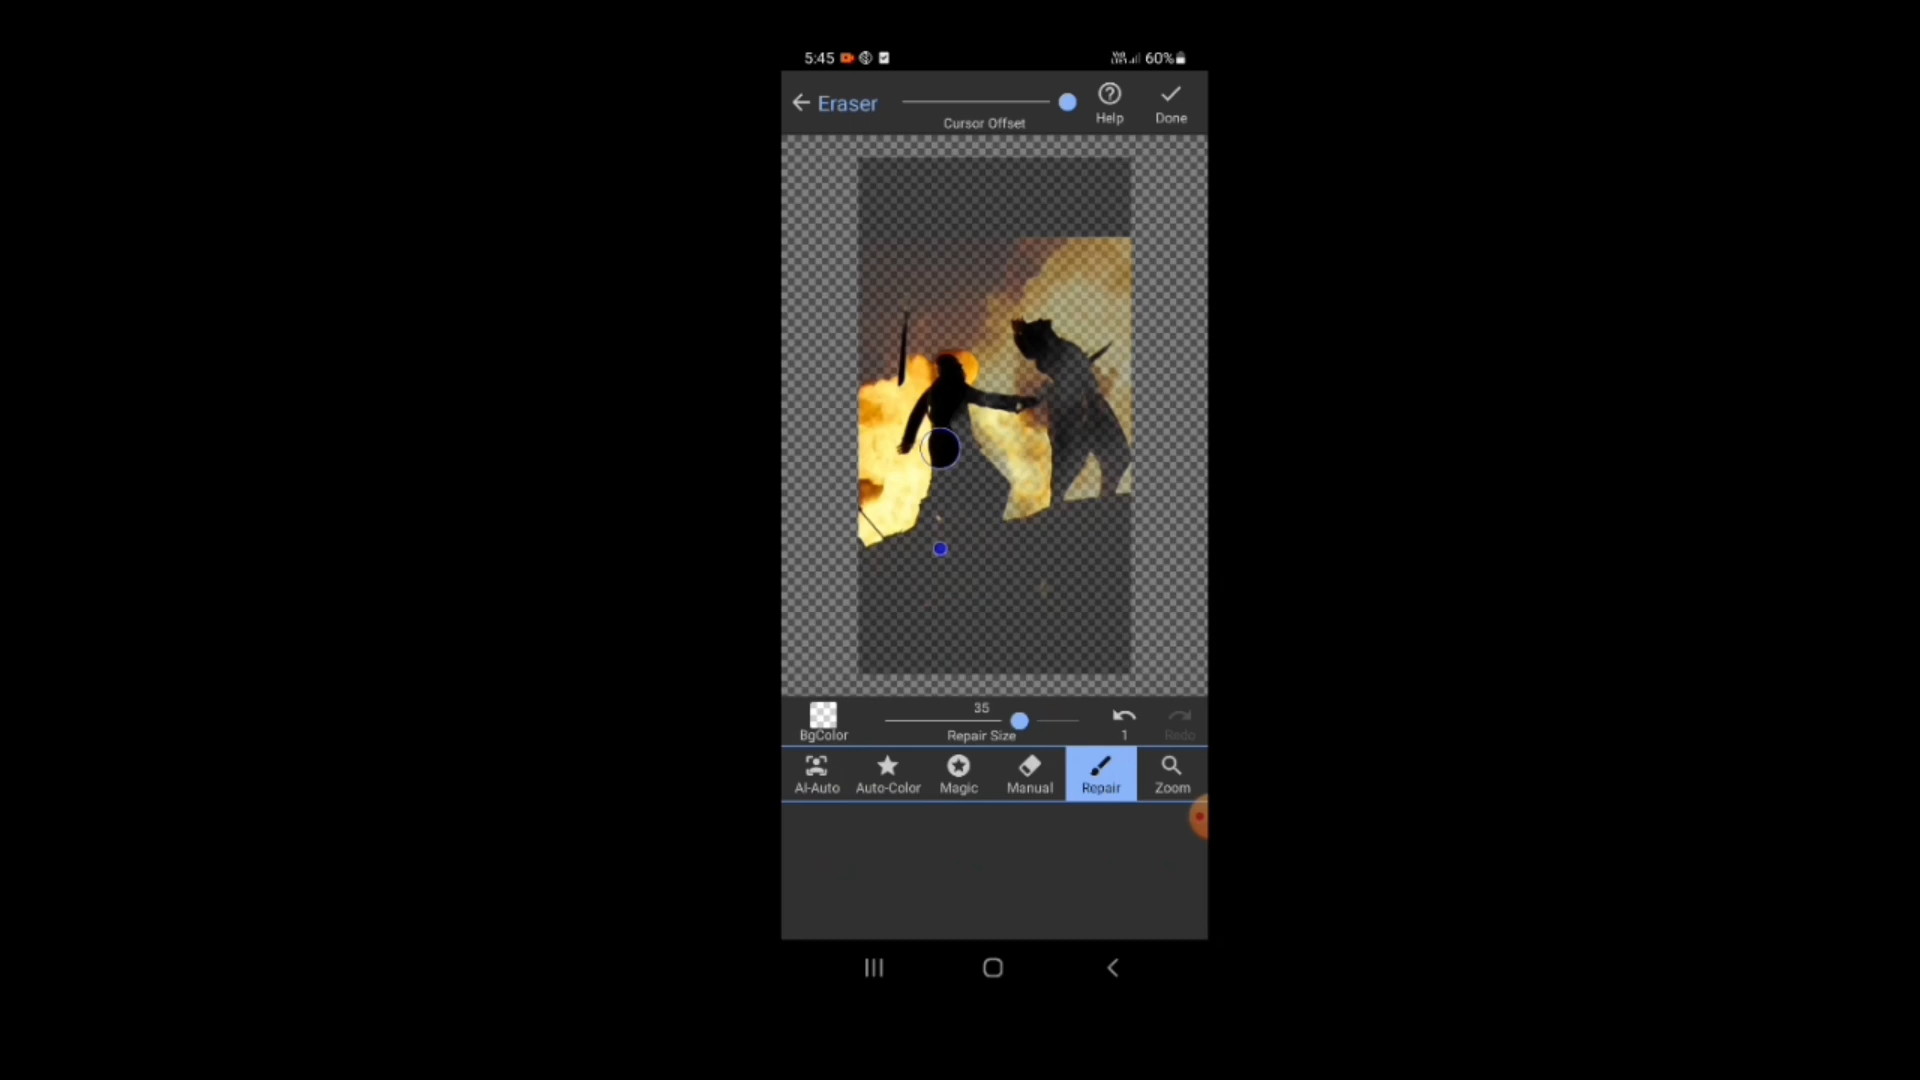 5:45 60%
Eraser
Cursor Offset
Help
Done
35
BgColor
Repair Size
1
Redo
AI-Auto
Auto-Color
Magic
Manual
Repair
Zoom